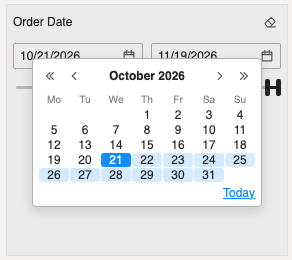 Order Date
10/21/2026 11/19/2026
October 2026
Mo Tu We Th Fr Sa Su
1 2 3 4
5 6 7 8 9 10 11
12 13 14 15 16 17 18
19 20 21 22 23 24 25
26 27 28 29 30 31
Today